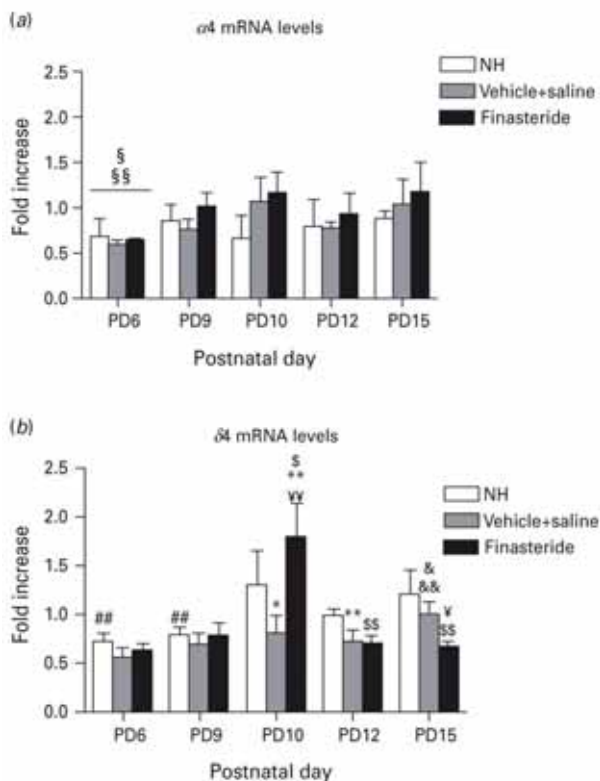 (a)
α4 mRNA levels
NH
Vehicle+saline
Finasteride
Fold increase
2.5
2.0
1.5
1.0
0.5
0.0
§
§§
PD6 PD9 PD10 PD12 PD15
Postnatal day
(b)
δ4 mRNA levels
NH
Vehicle+saline
Finasteride
Fold increase
2.5
2.0
1.5
1.0
0.5
0.0
##
##
*
$
**
¥¥
**
$$
&
&&
¥
$$
PD6 PD9 PD10 PD12 PD15
Postnatal day